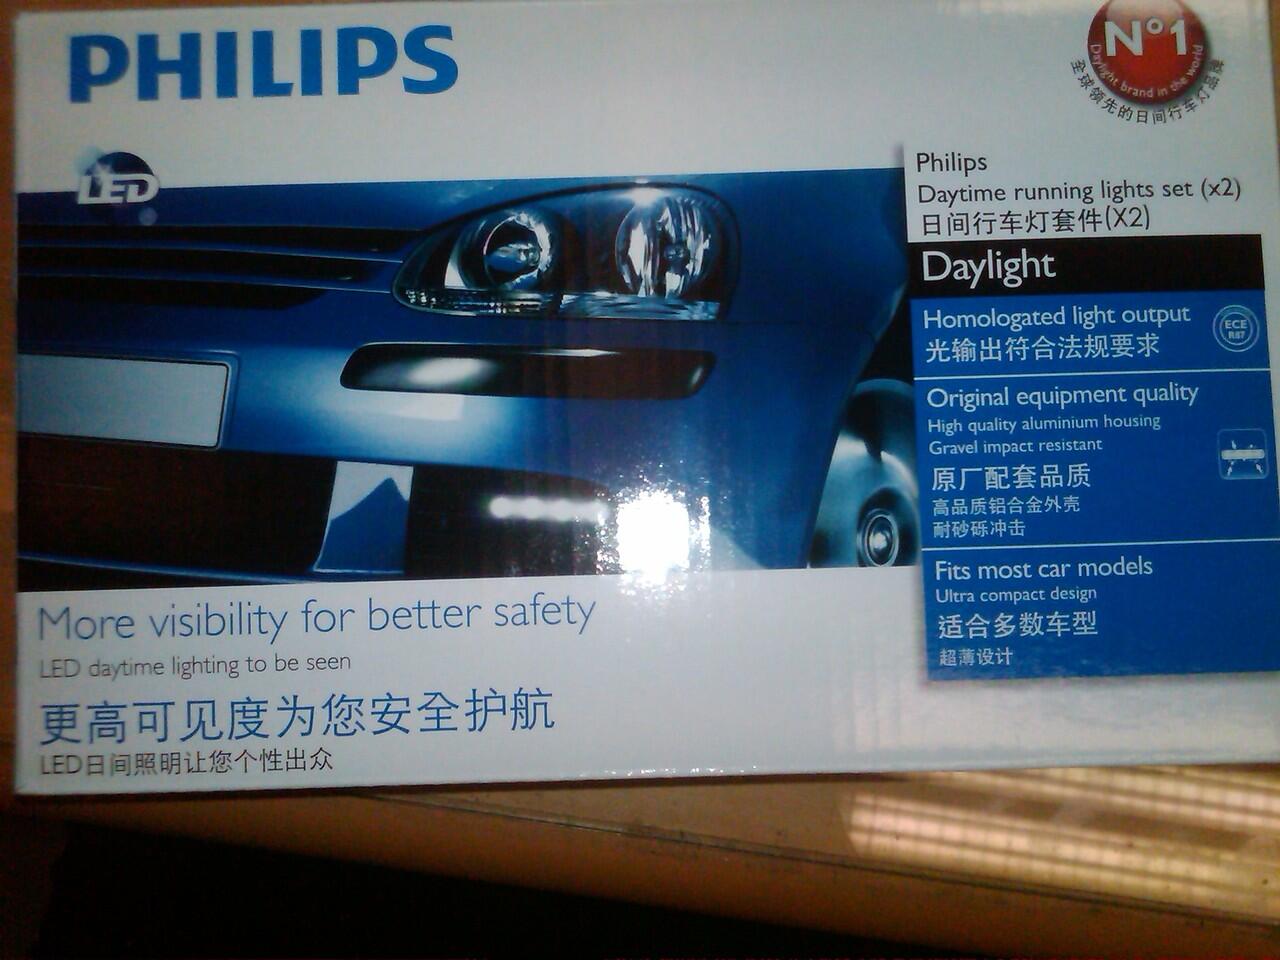 PHILIPS
N°1
Daylight brand in the world
全球领先的日间行车灯品牌
LED
Philips
Daytime running lights set (x2)
日间行车灯套件(X2)
Daylight
Homologated light output
光输出符合法规要求
ECE
R87
Original equipment quality
High quality aluminium housing
Gravel impact resistant
原厂配套品质
高品质铝合金外壳
耐砂砾冲击
Fits most car models
Ultra compact design
适合多数车型
超薄设计
More visibility for better safety
LED daytime lighting to be seen
更高可见度为您安全护航
LED日间照明让您个性出众